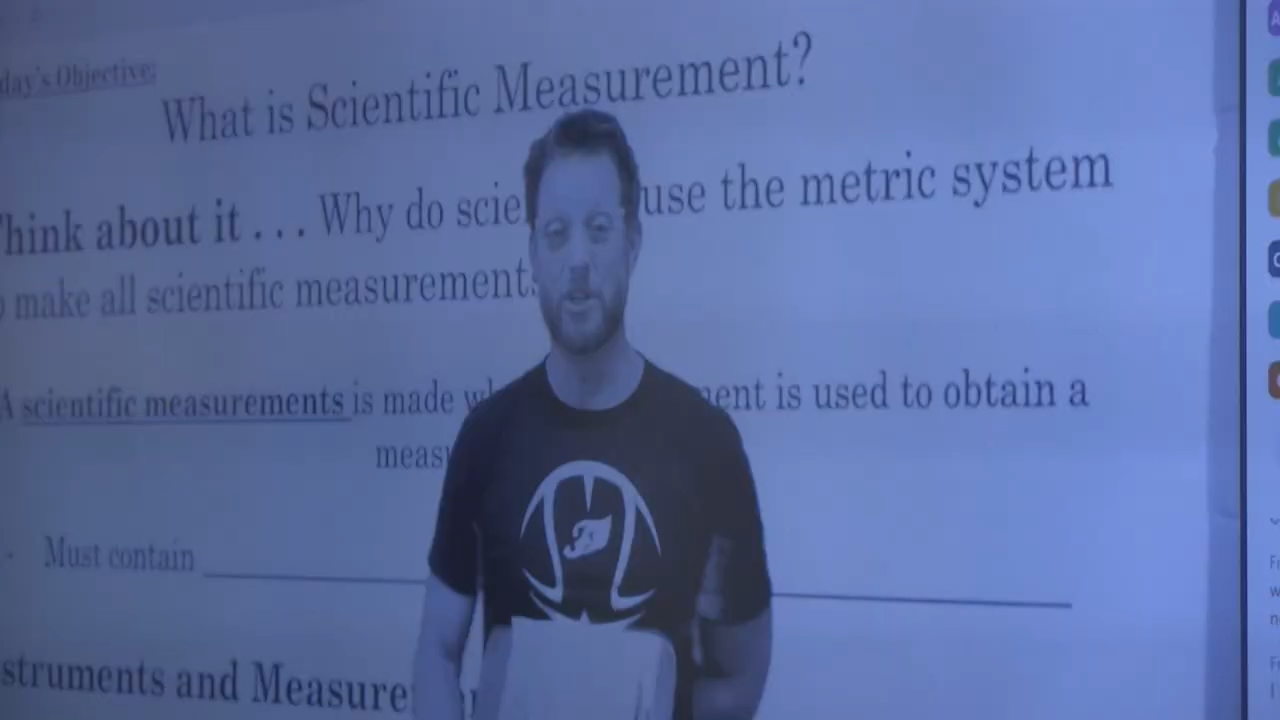 day's Objective:
What is Scientific Measurement?
hink about it . . . Why do scie use the metric system
make all scientific measurements
A scientific measurements is made w ent is used to obtain a
meas
- Must contain
struments and Measure